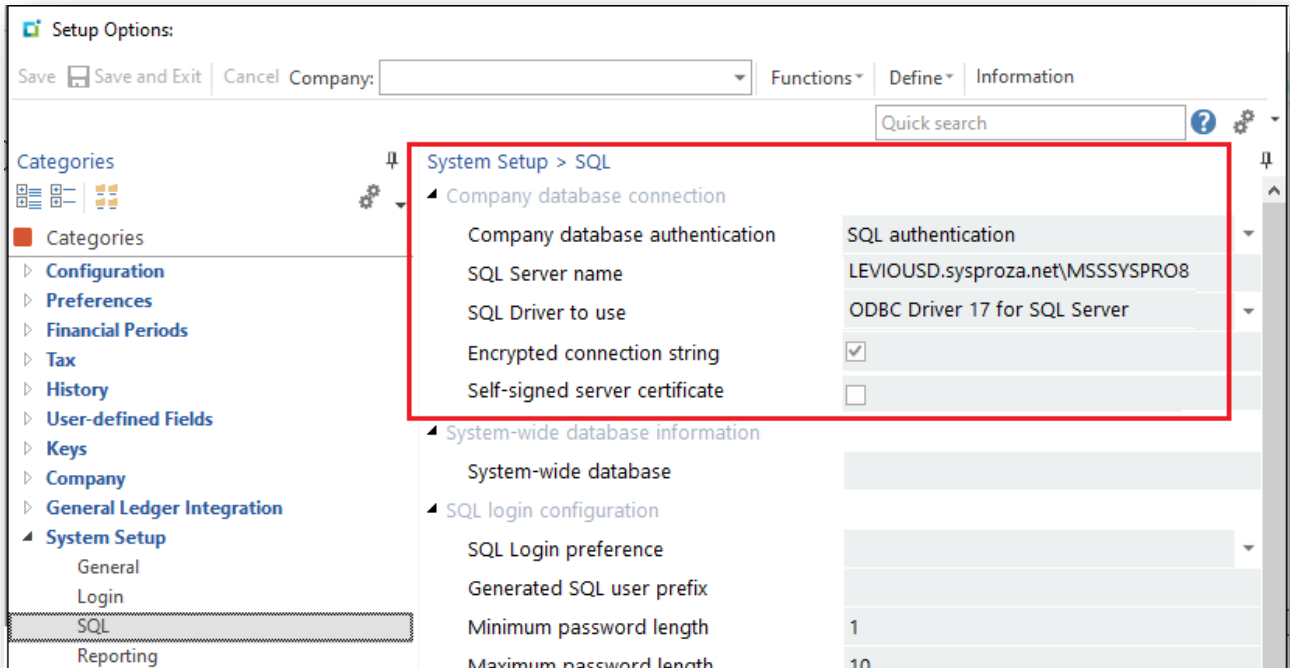 Setup Options:
Save Save and Exit Cancel Company: Functions Define Information
Quick search
Categories
Categories
Configuration
Preferences
Financial Periods
Tax
History
User-defined Fields
Keys
Company
General Ledger Integration
System Setup
General
Login
SQL
Reporting
System Setup > SQL
Company database connection
Company database authentication SQL authentication
SQL Server name LEVIOUSD.sysproza.net\MSSSYSPRO8
SQL Driver to use ODBC Driver 17 for SQL Server
Encrypted connection string
Self-signed server certificate
System-wide database information
System-wide database
SQL login configuration
SQL Login preference
Generated SQL user prefix
Minimum password length 1
Maximum password length 10